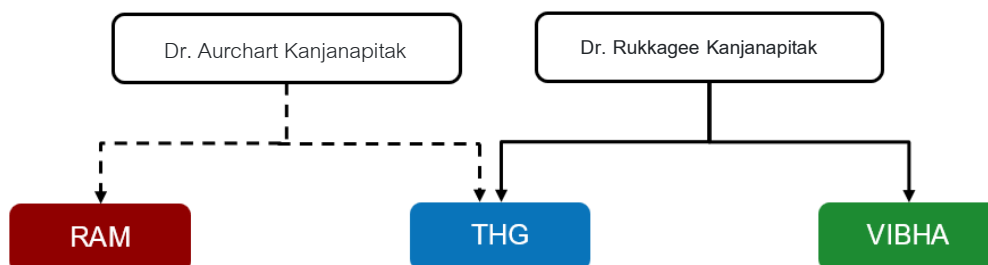 Dr. Aurchart Kanjanapitak
Dr. Rukkagee Kanjanapitak
RAM
THG
VIBHA